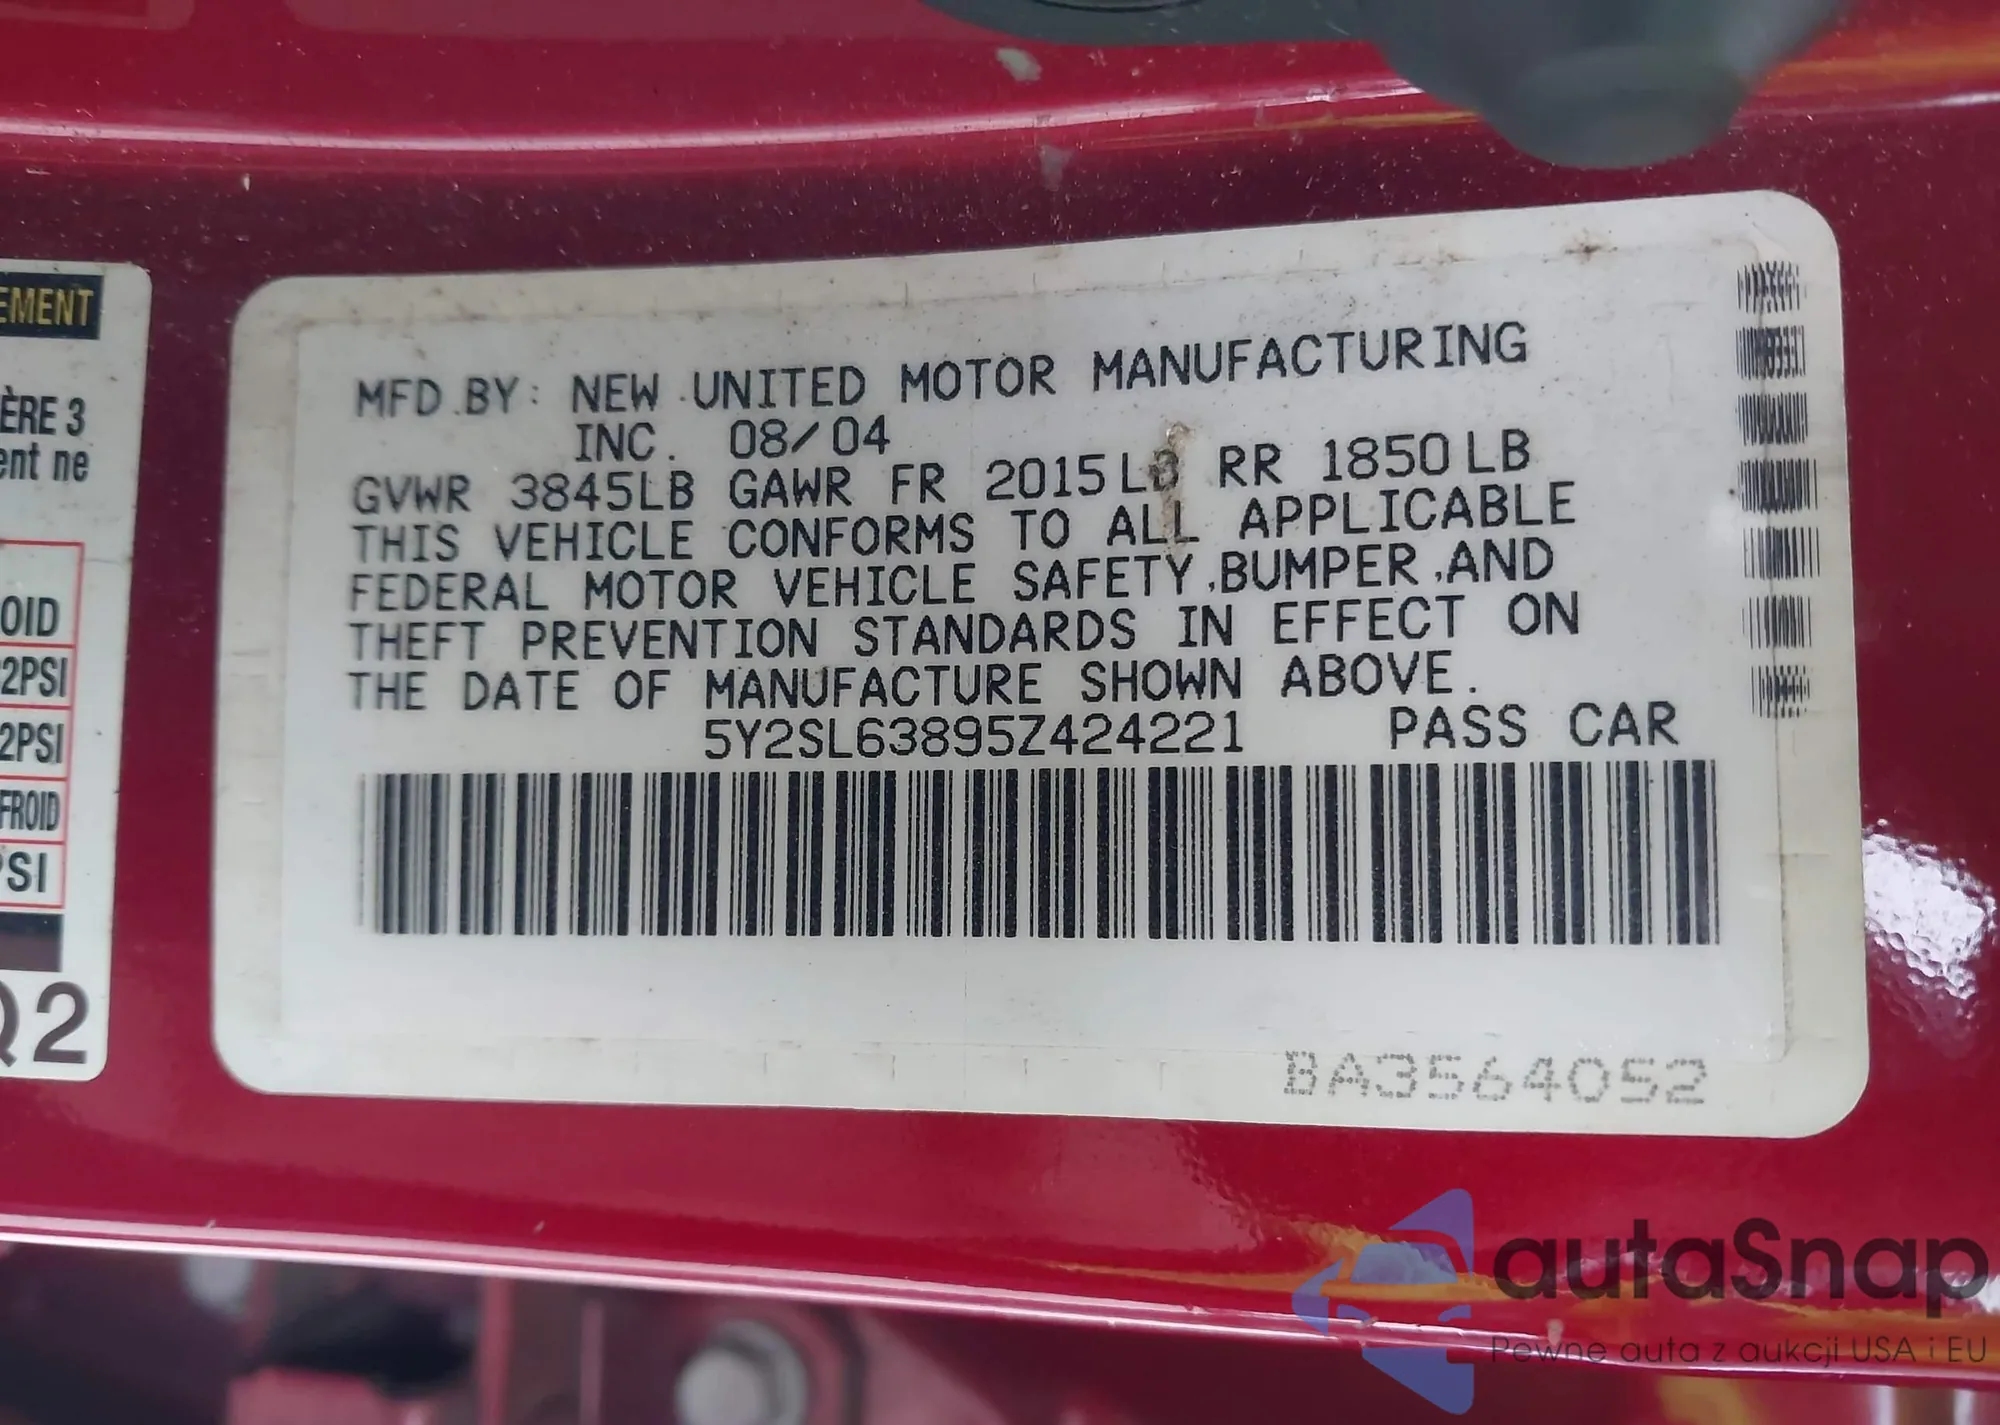 EMENT
ÈRE 3
ent ne
OID
2PSI
2PSI
FROID
PSI
Q2
MFD.BY: NEW UNITED MOTOR MANUFACTURING
INC. 08/04
GVWR 3845LB GAWR FR 2015LB RR 1850LB
THIS VEHICLE CONFORMS TO ALL APPLICABLE
FEDERAL MOTOR VEHICLE SAFETY,BUMPER,AND
THEFT PREVENTION STANDARDS IN EFFECT ON
THE DATE OF MANUFACTURE SHOWN ABOVE.
5Y2SL63895Z424221 PASS CAR
BA3564052
autaSnap
Pewne auta z aukcji USA i EU